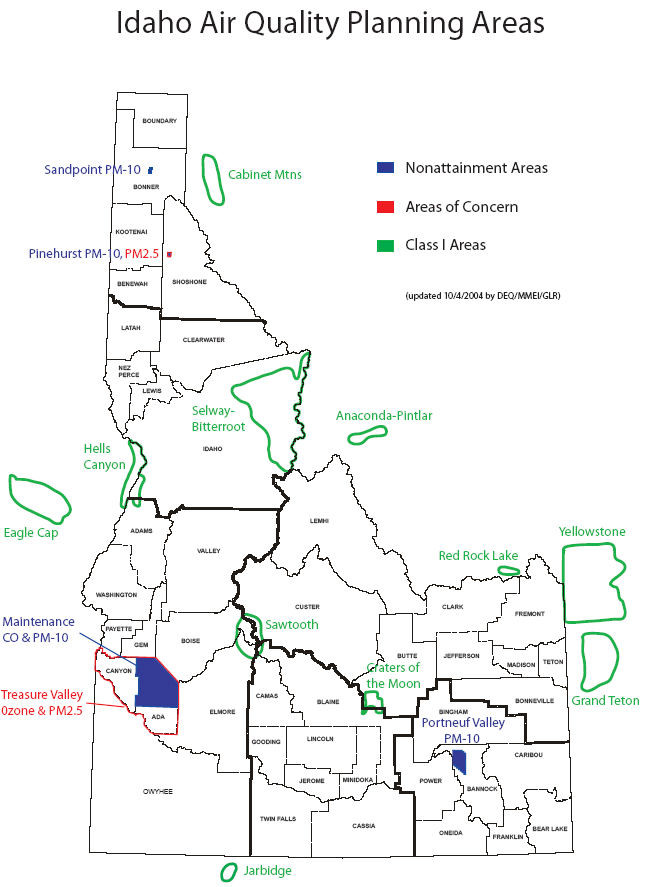 Idaho Air Quality Planning Areas
BOUNDARY
Sandpoint PM-10
BONNER
Cabinet Mtns
Nonattainment Areas
Areas of Concern
Class I Areas
(updated 10/4/2004 by DEQ/MMEI/GLR)
KOOTENAI
Pinehurst PM-10, PM2.5
BENEWAH
SHOSHONE
LATAH
CLEARWATER
NEZ
PERCE
LEWIS
Selway-
Bitterroot
Anaconda-Pintlar
IDAHO
Hells
Canyon
Eagle Cap
ADAMS
LEMHI
VALLEY
Yellowstone
Red Rock Lake
WASHINGTON
CUSTER
CLARK
FREMONT
Maintenance
CO & PM-10
PAYETTE
GEM
BOISE
Sawtooth
BUTTE
JEFFERSON
MADISON
TETON
CANYON
Craters of
the Moon
Treasure Valley
0zone & PM2.5
ADA
ELMORE
CAMAS
BLAINE
BINGHAM
BONNEVILLE
Grand Teton
Portneuf Valley
PM-10
GOODING
LINCOLN
CARIBOU
OWYHEE
JEROME
MINIDOKA
POWER
BANNOCK
TWIN FALLS
CASSIA
ONEIDA
FRANKLIN
BEAR LAKE
Jarbidge